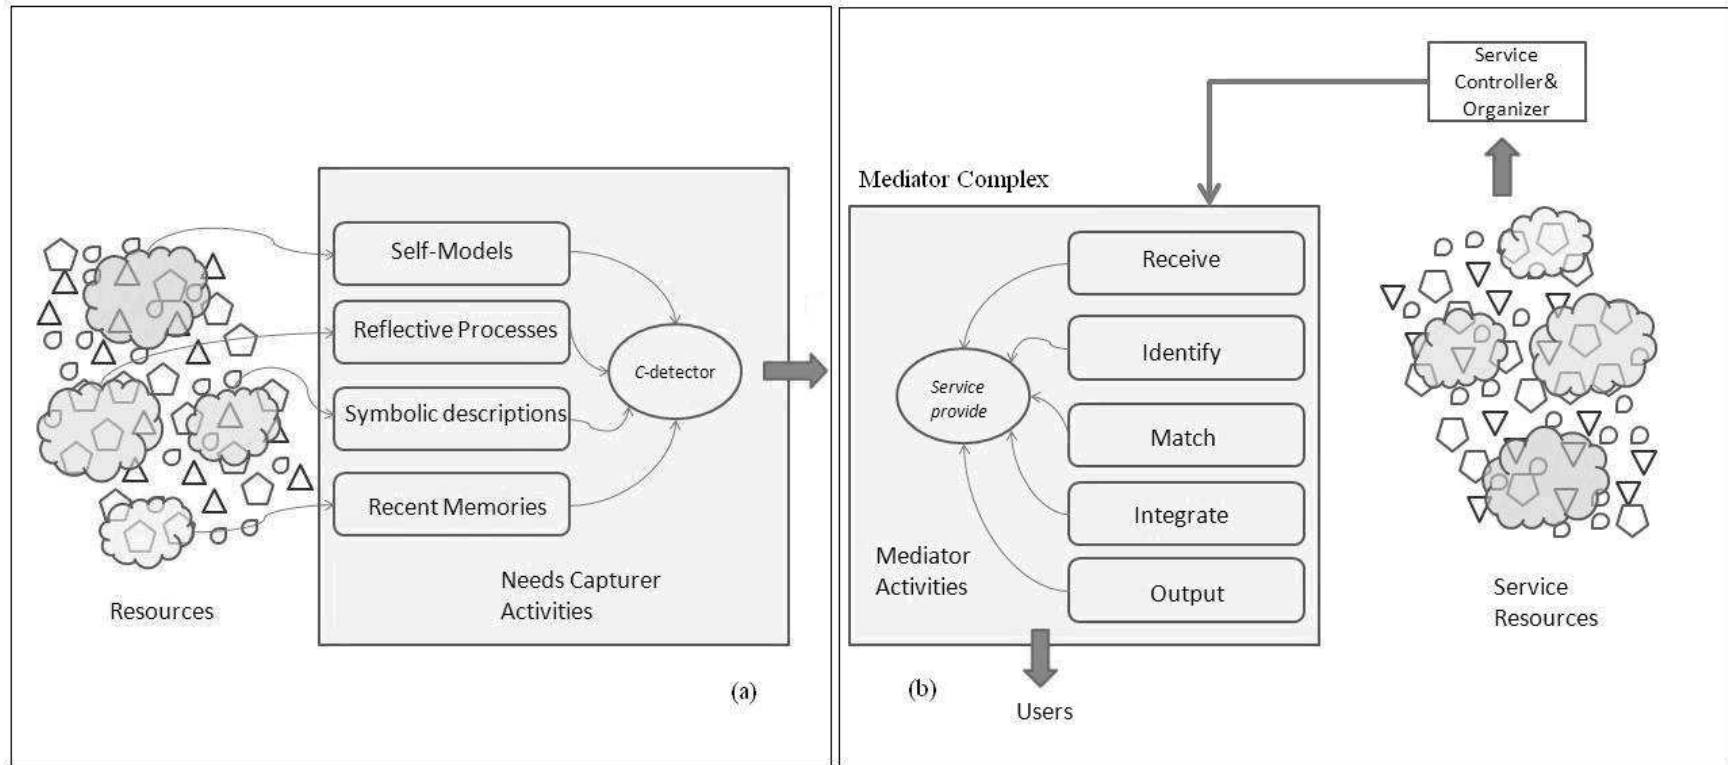 Self-Models
Reflective Processes
Symbolic descriptions
Recent Memories
C-detector
Needs Capturer
Activities
Resources
(a)
Service
Controller&
Organizer
Mediator Complex
Receive
Identify
Match
Integrate
Output
Service
provide
Mediator
Activities
Service
Resources
(b)
Users